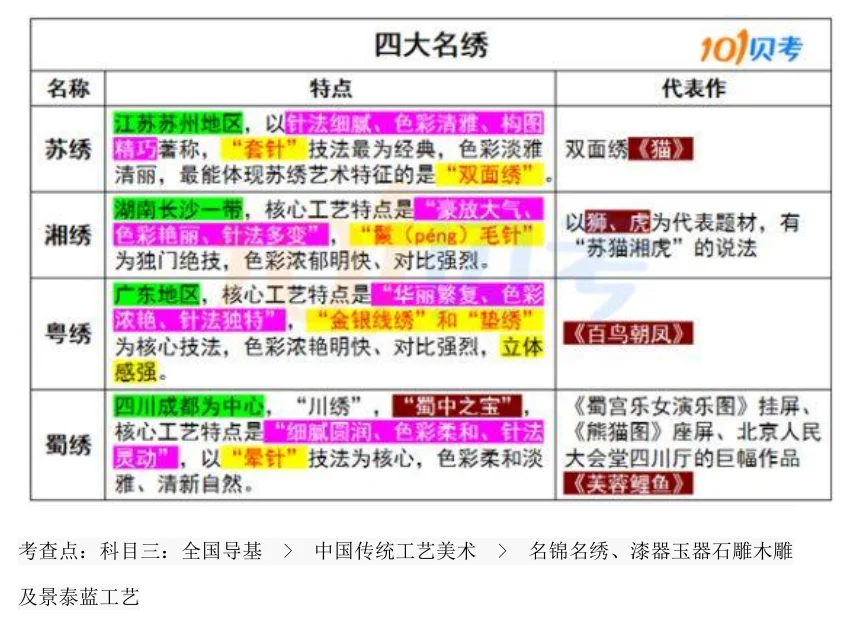 四大名绣
101贝考
名称
特点
代表作
苏绣
江苏苏州地区，以针法细腻、色彩清雅、构图
精巧著称，“套针”技法最为经典，色彩淡雅
清丽，最能体现苏绣艺术特征的是“双面绣”。
双面绣《猫》
湘绣
湖南长沙一带，核心工艺特点是“豪放大气、
色彩艳丽、针法多变”，“鬅（péng）毛针”
为独门绝技，色彩浓郁明快、对比强烈。
以狮、虎为代表题材，有
“苏猫湘虎”的说法
粤绣
广东地区，核心工艺特点是“华丽繁复、色彩
浓艳、针法独特”，“金银线绣”和“垫绣”
为核心技法，色彩浓艳明快、对比强烈，立体
感强。
《百鸟朝凤》
蜀绣
四川成都为中心，“川绣”，“蜀中之宝”，
核心工艺特点是“细腻圆润、色彩柔和、针法
灵动”，以“晕针”技法为核心，色彩柔和淡
雅、清新自然。
《蜀宫乐女演乐图》挂屏、
《熊猫图》座屏、北京人民
大会堂四川厅的巨幅作品
《芙蓉鲤鱼》
考查点：科目三：全国导基 > 中国传统工艺美术 > 名锦名绣、漆器玉器石雕木雕
及景泰蓝工艺